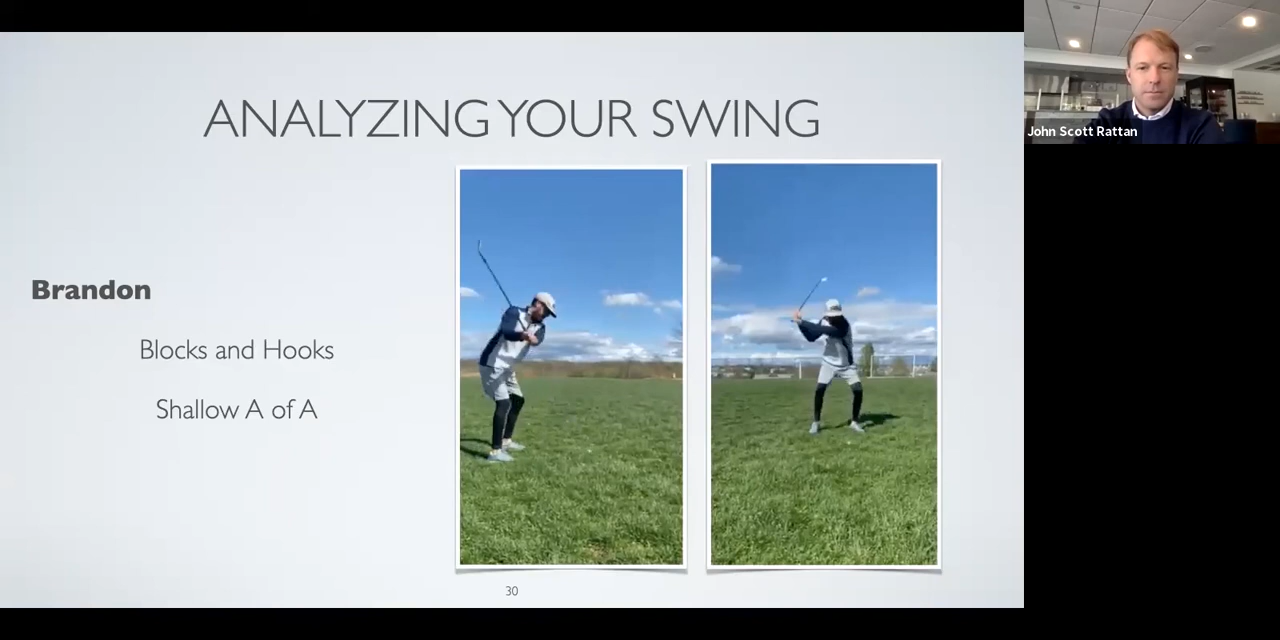 ANALYZING YOUR SWING
John Scott Rattan
Brandon
Blocks and Hooks
Shallow A of A
30